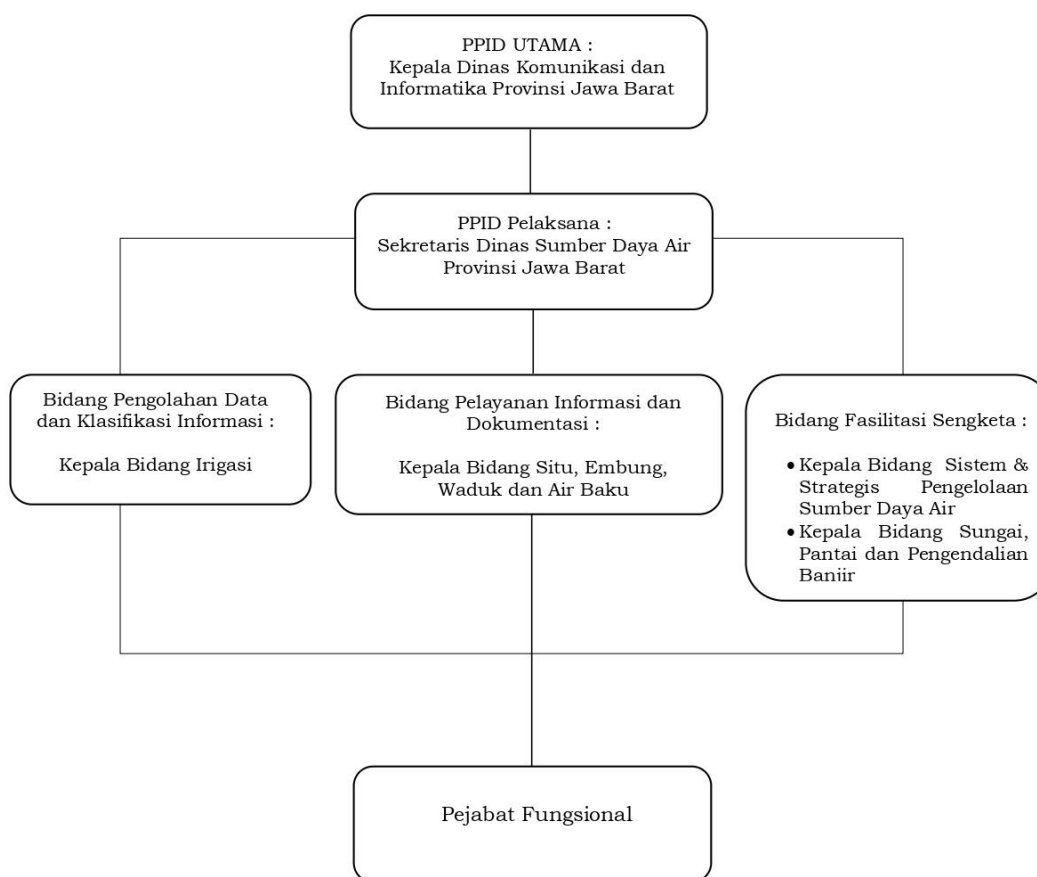 PPID UTAMA :
Kepala Dinas Komunikasi dan
Informatika Provinsi Jawa Barat
PPID Pelaksana :
Sekretaris Dinas Sumber Daya Air
Provinsi Jawa Barat
Bidang Pengolahan Data
dan Klasifikasi Informasi :
Kepala Bidang Irigasi
Bidang Pelayanan Informasi dan
Dokumentasi :
Kepala Bidang Situ, Embung,
Waduk dan Air Baku
Bidang Fasilitasi Sengketa :
• Kepala Bidang Sistem &
Strategis Pengelolaan
Sumber Daya Air
• Kepala Bidang Sungai,
Pantai dan Pengendalian
Baniir
Pejabat Fungsional